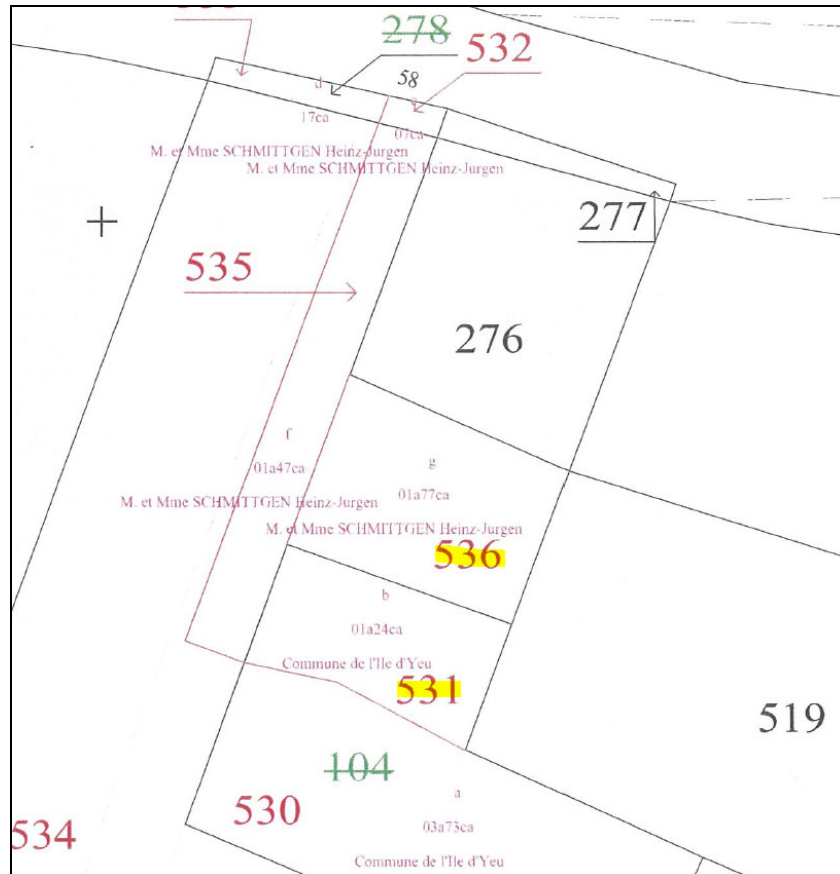 278
532
58
d
17ca
07ca
M. et Mme SCHMITTGEN Heinz-Jurgen
M. et Mme SCHMITTGEN Heinz-Jurgen
277
535
276
f
g
01a47ca
01a77ca
M. et Mme SCHMITTGEN Heinz-Jurgen
M. et Mme SCHMITTGEN Heinz-Jurgen
536
b
01a24ca
Commune de l'Ile d'Yeu
531
519
104
a
530
03a73ca
534
Commune de l'Ile d'Yeu